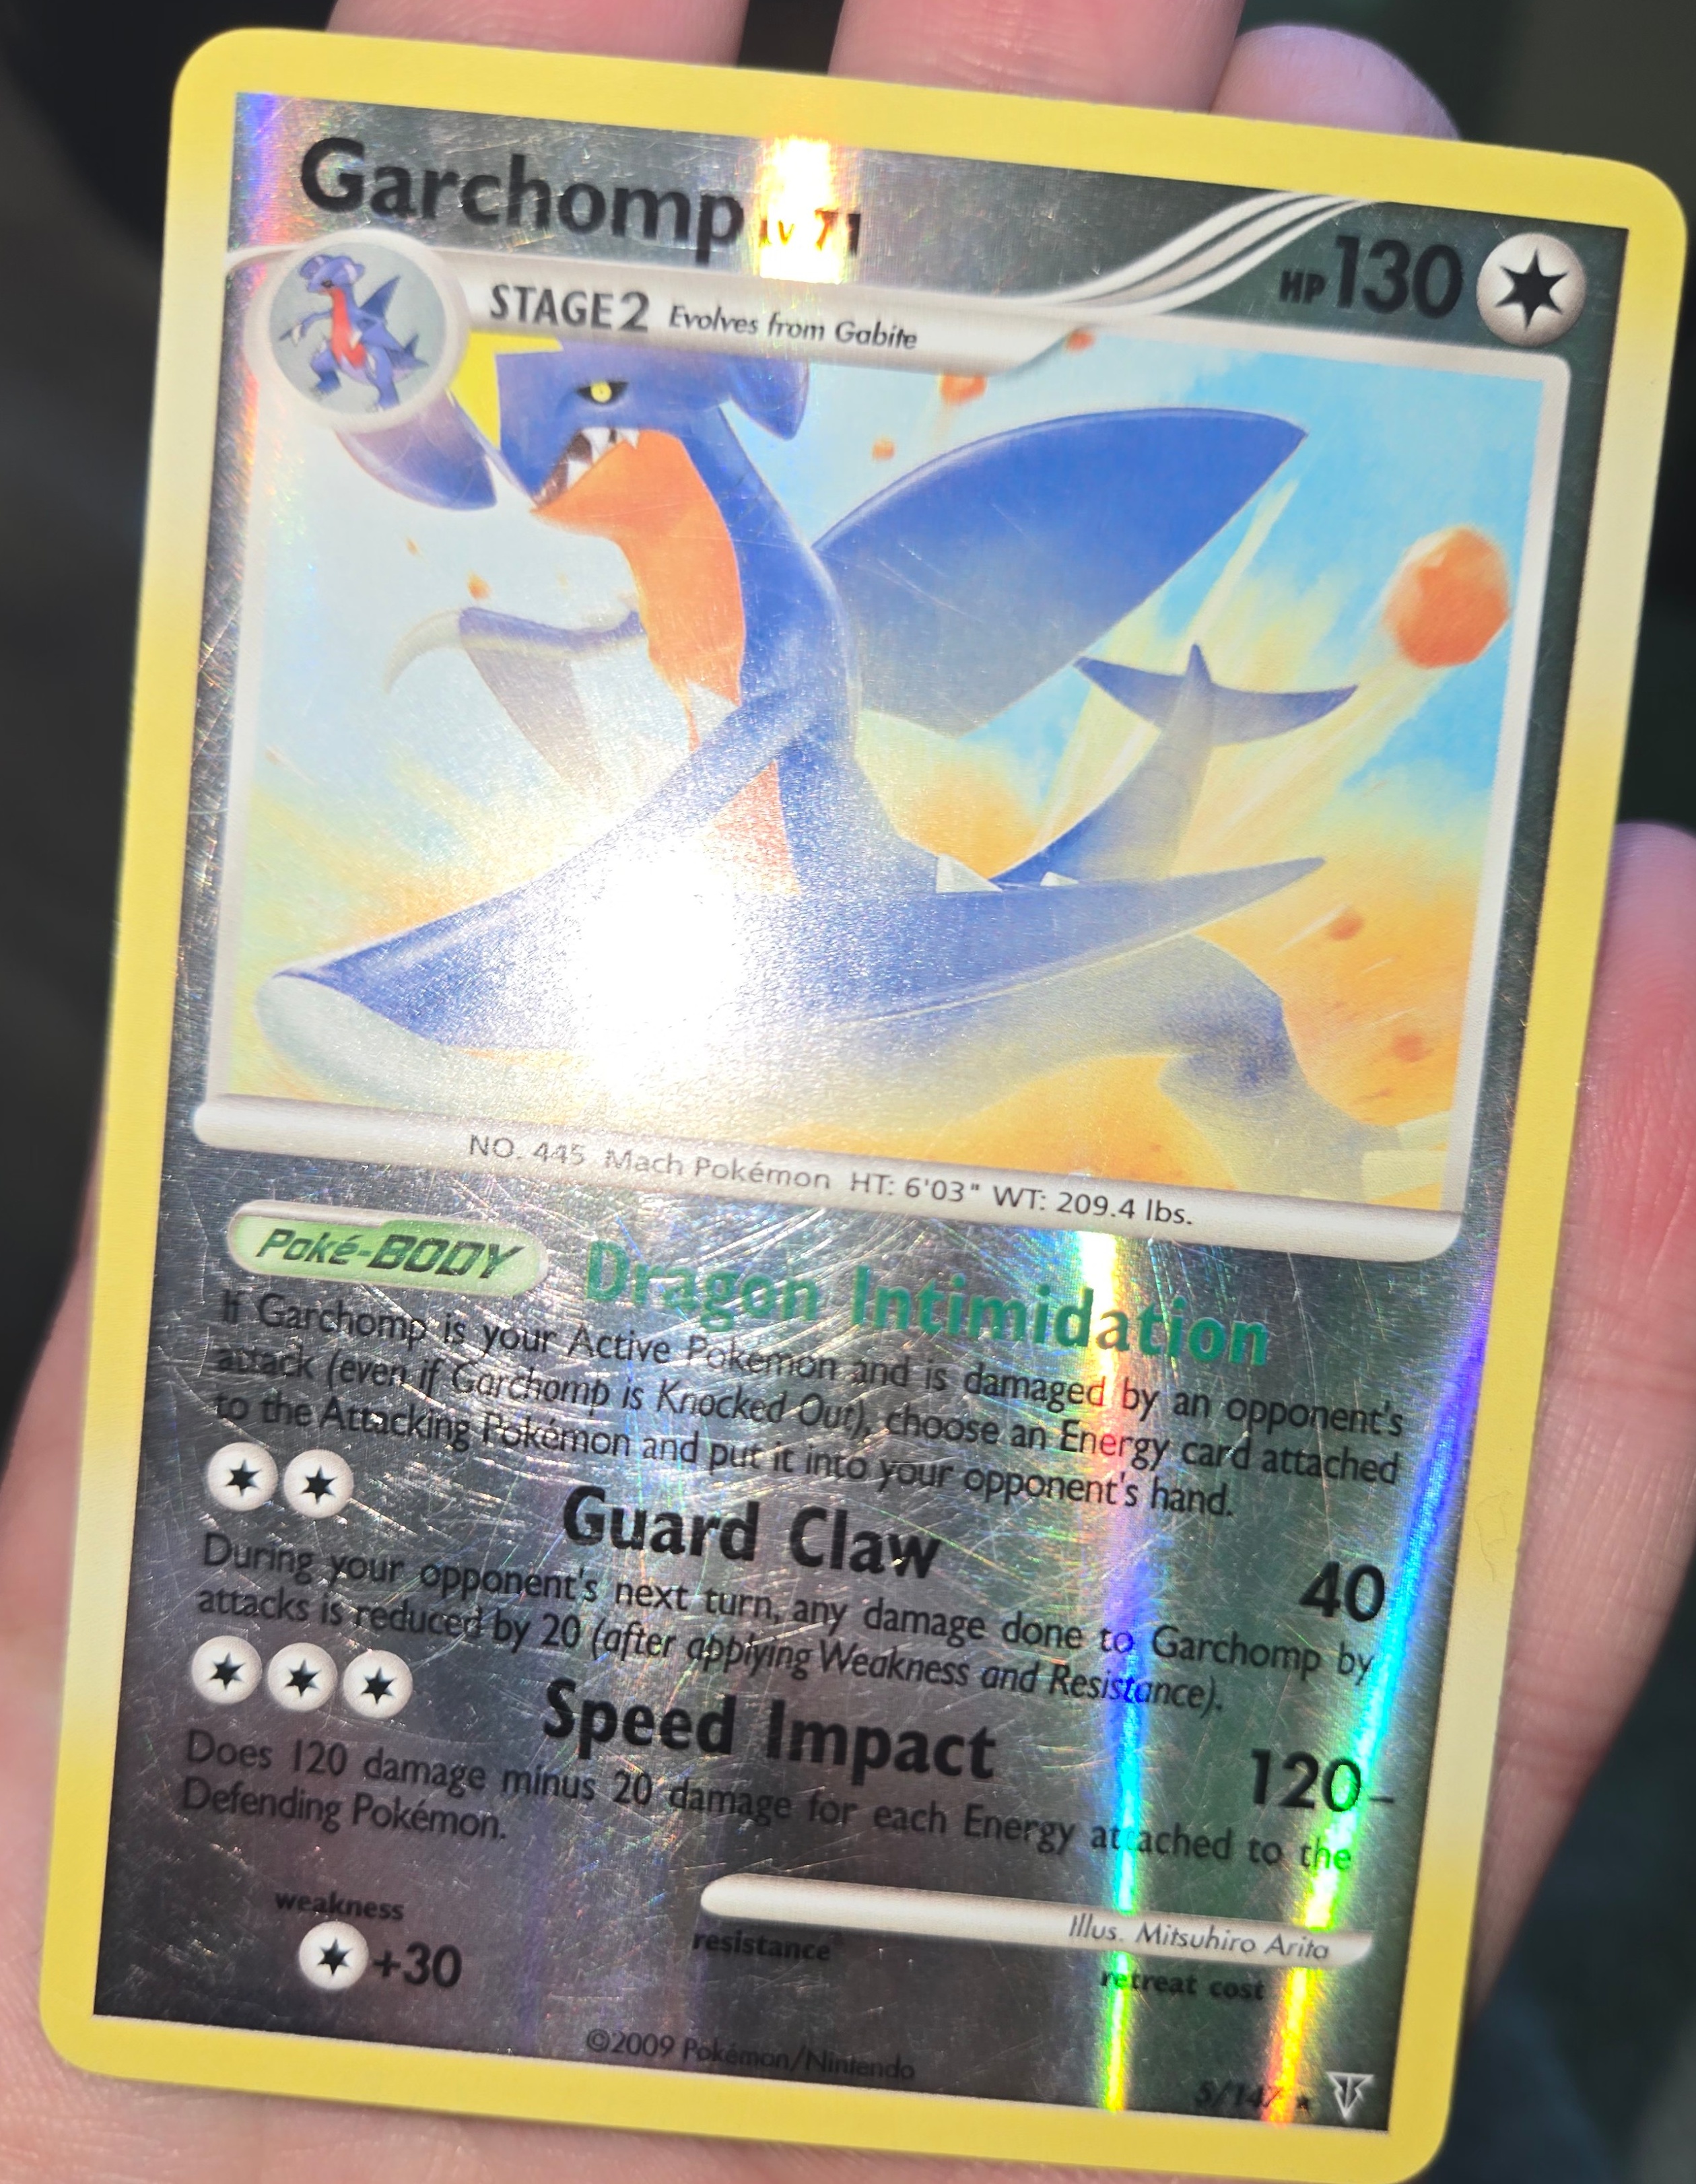 Garchomp LV.71
HP 130
STAGE 2 Evolves from Gabite
NO. 445 Mach Pokémon HT: 6'03" WT: 209.4 lbs.
Poké-BODY Dragon Intimidation
If Garchomp is your Active Pokémon and is damaged by an opponent's
attack (even if Garchomp is Knocked Out), choose an Energy card attached
to the Attacking Pokémon and put it into your opponent's hand.
Guard Claw 40
During your opponent's next turn, any damage done to Garchomp by
attacks is reduced by 20 (after applying Weakness and Resistance).
Speed Impact 120-
Does 120 damage minus 20 damage for each Energy attached to the
Defending Pokémon.
Illus. Mitsuhiro Arita
weakness resistance retreat cost
+30
©2009 Pokémon/Nintendo
5/147